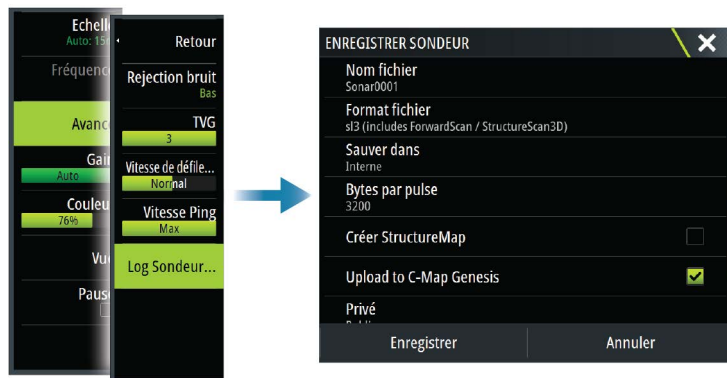 Echell
Auto: 15
Fréquenc
Avanc
Gai
Auto
Couleu
76%
Vu
Paus
Retour
Rejection bruit
Bas
TVG
3
Vitesse de défile...
Normal
Vitesse Ping
Max
Log Sondeur...
ENREGISTRER SONDEUR
Nom fichier
Sonar0001
Format fichier
sl3 (includes ForwardScan / StructureScan3D)
Sauver dans
Interne
Bytes par pulse
3200
Créer StructureMap
Upload to C-Map Genesis
Privé
Enregistrer
Annuler